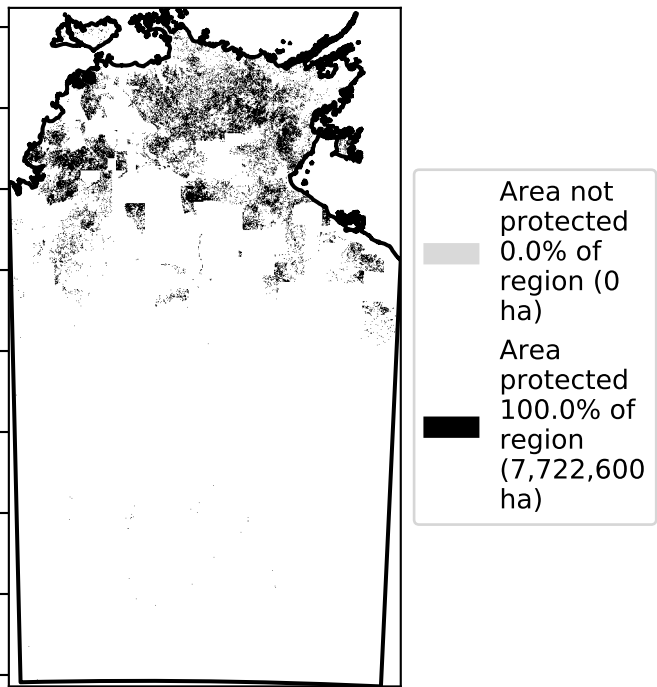 Area not
protected
0.0% of
region (0
ha)
Area
protected
100.0% of
region
(7,722,600
ha)